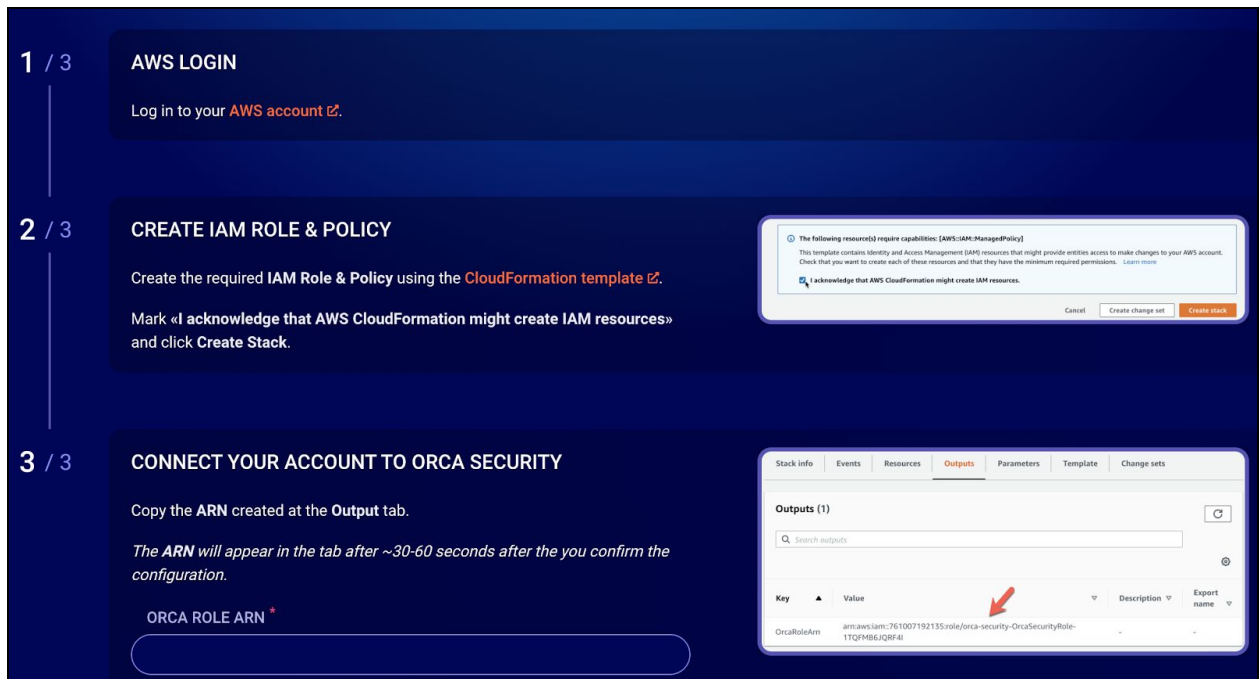 1 / 3
AWS LOGIN
Log in to your AWS account.
2 / 3
CREATE IAM ROLE & POLICY
Create the required IAM Role & Policy using the CloudFormation template.
Mark «I acknowledge that AWS CloudFormation might create IAM resources»
and click Create Stack.
The following resource(s) require capabilities: [AWS::IAM::ManagedPolicy]
This template contains Identity and Access Management (IAM) resources that might provide entities access to make changes to your AWS account.
Check that you want to create each of these resources and that they have the minimum required permissions. Learn more
I acknowledge that AWS CloudFormation might create IAM resources.
Cancel Create change set Create stack
3 / 3
CONNECT YOUR ACCOUNT TO ORCA SECURITY
Copy the ARN created at the Output tab.
The ARN will appear in the tab after ~30-60 seconds after the you confirm the
configuration.
ORCA ROLE ARN *
Stack info Events Resources Outputs Parameters Template Change sets
Outputs (1)
Search outputs
Key Value Description Export name
OrcaRoleArn arn:aws:iam::761007192135:role/orca-security-OrcaSecurityRole-
1TQFM86JQRF4I - -